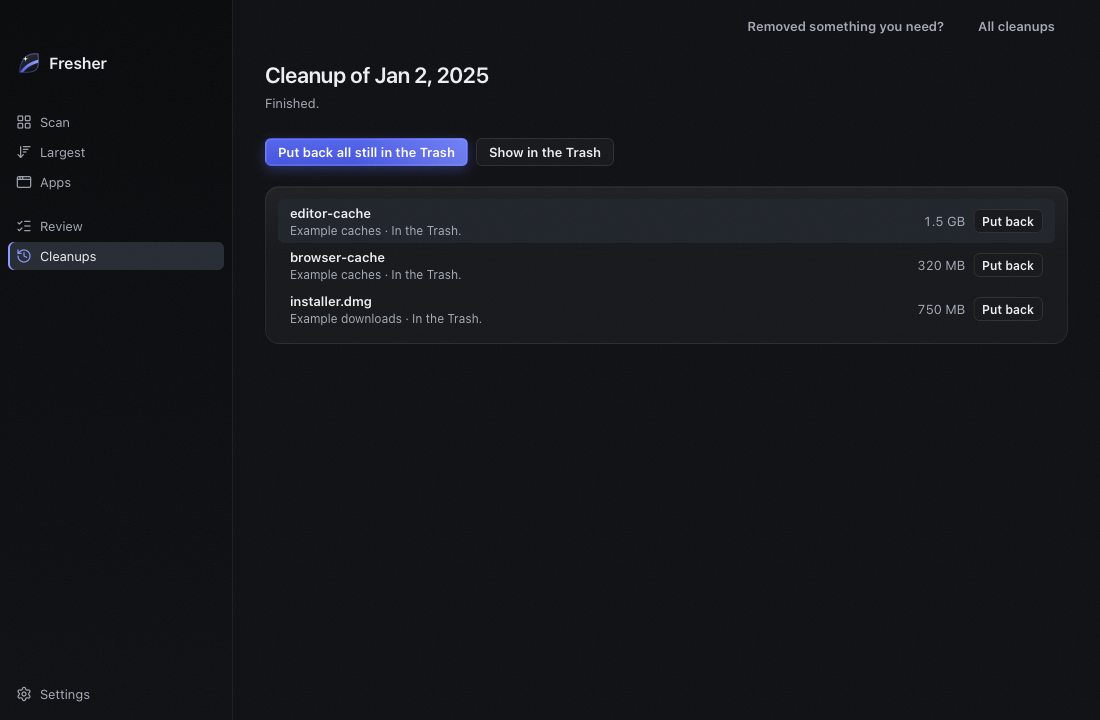 Removed something you need?
All cleanups
Fresher
Scan
Largest
Apps
Review
Cleanups
Settings
Cleanup of Jan 2, 2025
Finished.
Put back all still in the Trash
Show in the Trash
editor-cache
Example caches · In the Trash.
1.5 GB
Put back
browser-cache
Example caches · In the Trash.
320 MB
Put back
installer.dmg
Example downloads · In the Trash.
750 MB
Put back